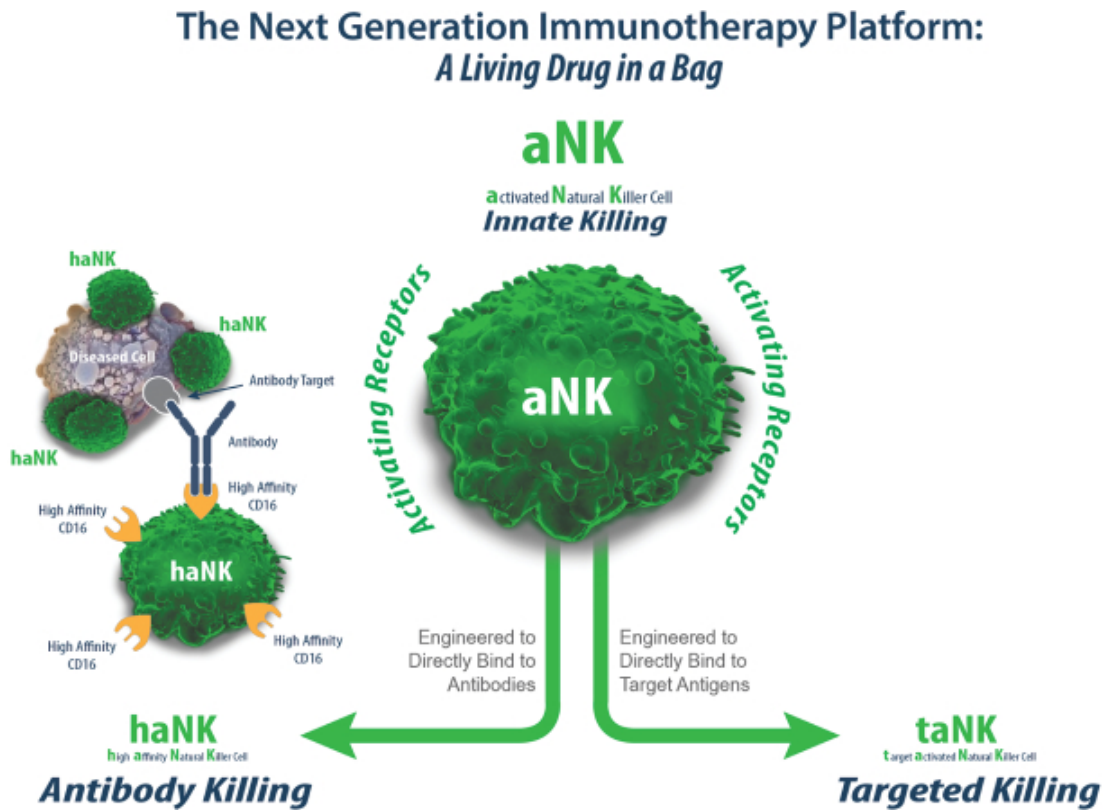 The Next Generation Immunotherapy Platform:
A Living Drug in a Bag
aNK
activated Natural Killer Cell
Innate Killing
Activating Receptors
Activating Receptors
aNK
haNK
haNK
Diseased Cell
haNK
Antibody Target
Antibody
High Affinity
CD16
High Affinity
CD16
haNK
High Affinity
CD16
High Affinity
CD16
Engineered to
Directly Bind to
Antibodies
Engineered to
Directly Bind to
Target Antigens
haNK
high affinity Natural Killer Cell
Antibody Killing
taNK
target activated Natural Killer Cell
Targeted Killing